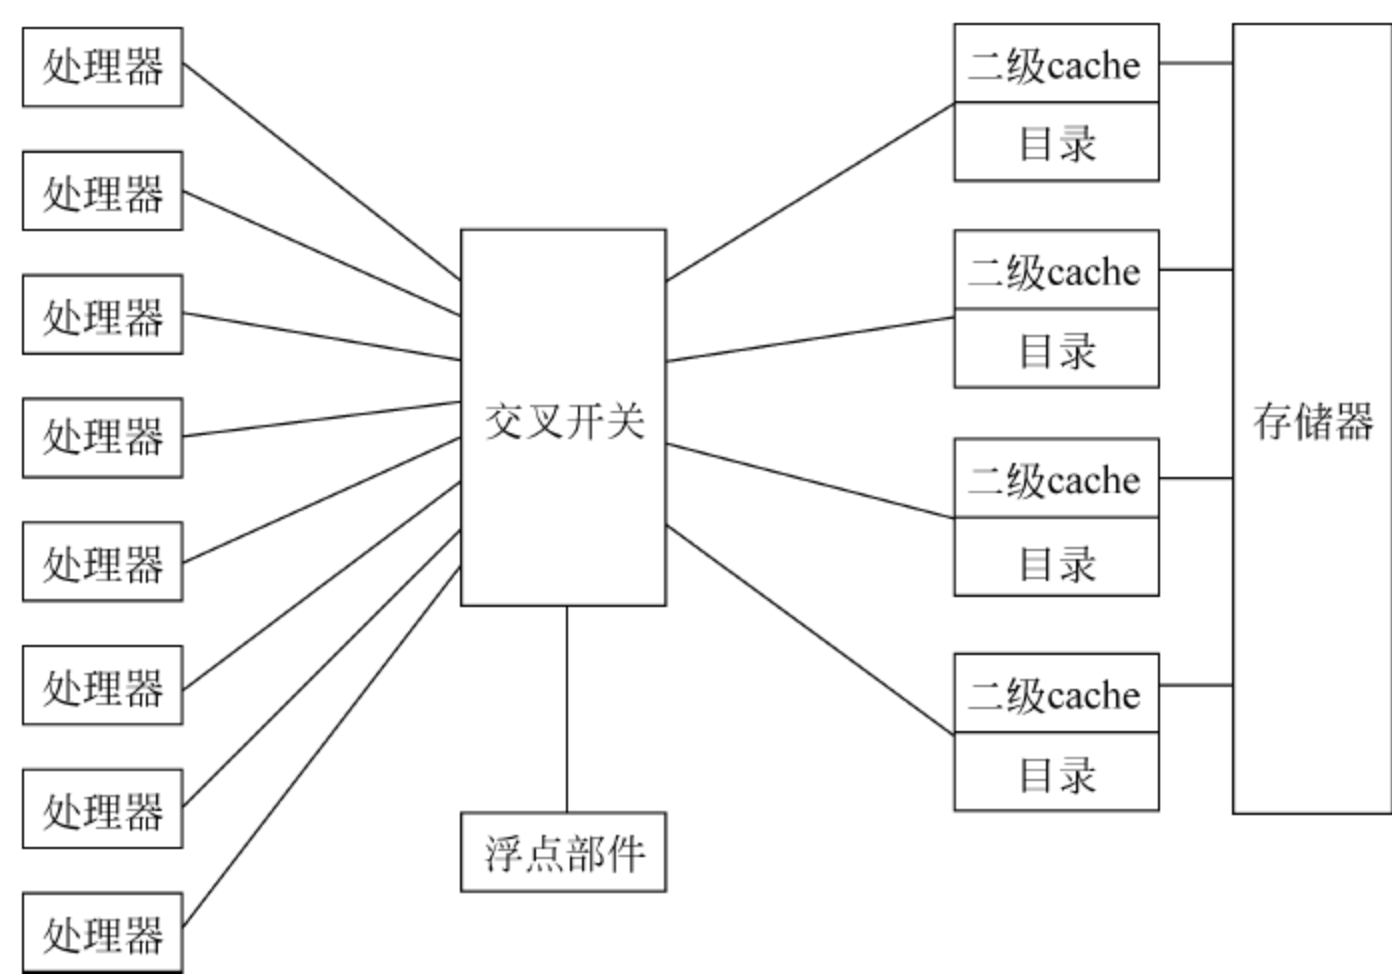 处理器
处理器
处理器
处理器
处理器
处理器
处理器
处理器
交叉开关
浮点部件
二级cache
目录
二级cache
目录
二级cache
目录
二级cache
目录
存储器